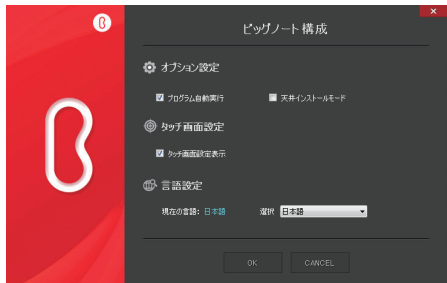 ビッグノート構成
オプション設定
プログラム自動実行
天井インストールモード
タッチ画面設定
タッチ画面設定表示
言語設定
現在の言語: 日本語 選択 日本語
OK CANCEL